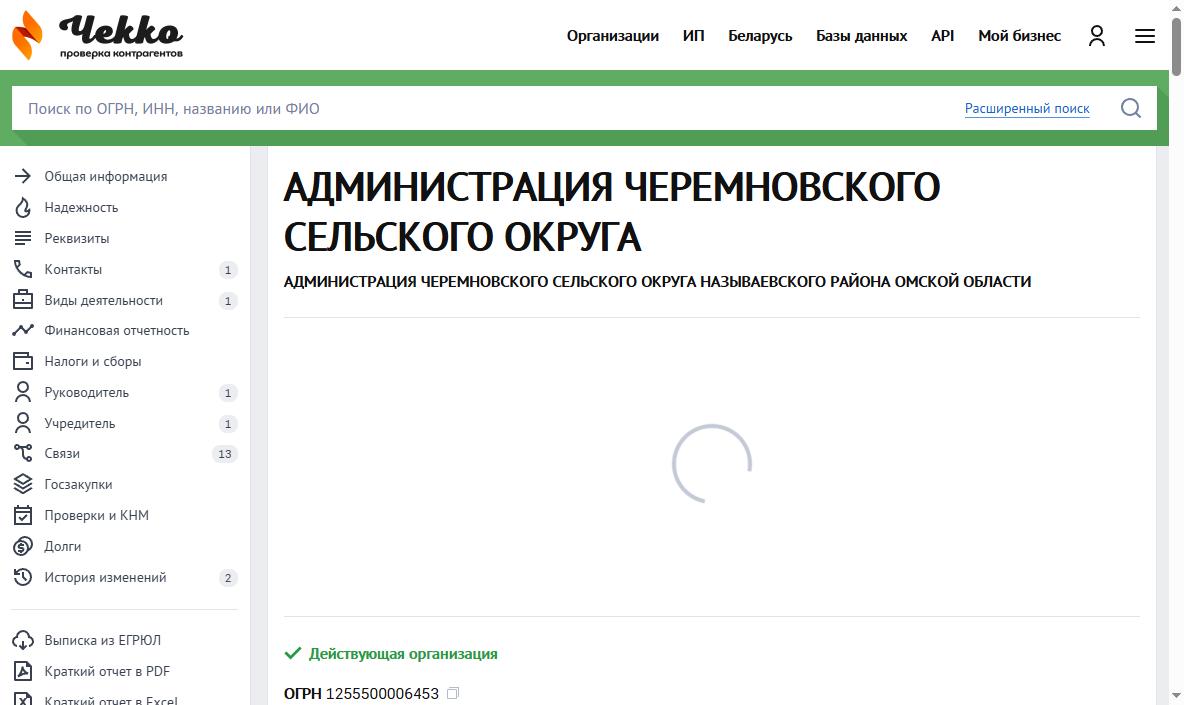 Чекко
проверка контрагентов
Организации ИП Беларусь Базы данных API Мой бизнес
Поиск по ОГРН, ИНН, названию или ФИО
Расширенный поиск
Общая информация
Надежность
Реквизиты
Контакты 1
Виды деятельности 1
Финансовая отчетность
Налоги и сборы
Руководитель 1
Учредитель 1
Связи 13
Госзакупки
Проверки и КНМ
Долги
История изменений 2
Выписка из ЕГРЮЛ
Краткий отчет в PDF
Краткий отчет в Excel
АДМИНИСТРАЦИЯ ЧЕРЕМНОВСКОГО
СЕЛЬСКОГО ОКРУГА
АДМИНИСТРАЦИЯ ЧЕРЕМНОВСКОГО СЕЛЬСКОГО ОКРУГА НАЗЫВАЕВСКОГО РАЙОНА ОМСКОЙ ОБЛАСТИ
Действующая организация
ОГРН 1255500006453